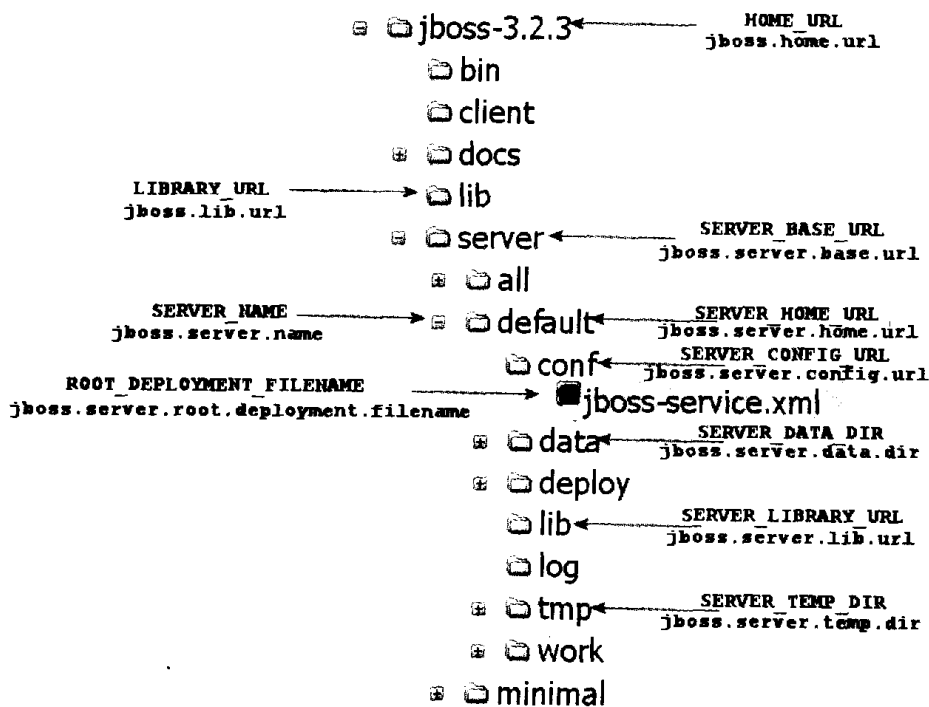 jboss-3.2.3
HOME_URL
jboss.home.url
bin
client
docs
LIBRARY_URL
jboss.lib.url
lib
server
SERVER_BASE_URL
jboss.server.base.url
all
SERVER_NAME
jboss.server.name
default
SERVER_HOME_URL
jboss.server.home.url
conf
SERVER_CONFIG_URL
jboss.server.config.url
ROOT_DEPLOYMENT_FILENAME
jboss.server.root.deployment.filename
jboss-service.xml
data
SERVER_DATA_DIR
jboss.server.data.dir
deploy
lib
SERVER_LIBRARY_URL
jboss.server.lib.url
log
tmp
SERVER_TEMP_DIR
jboss.server.temp.dir
work
minimal